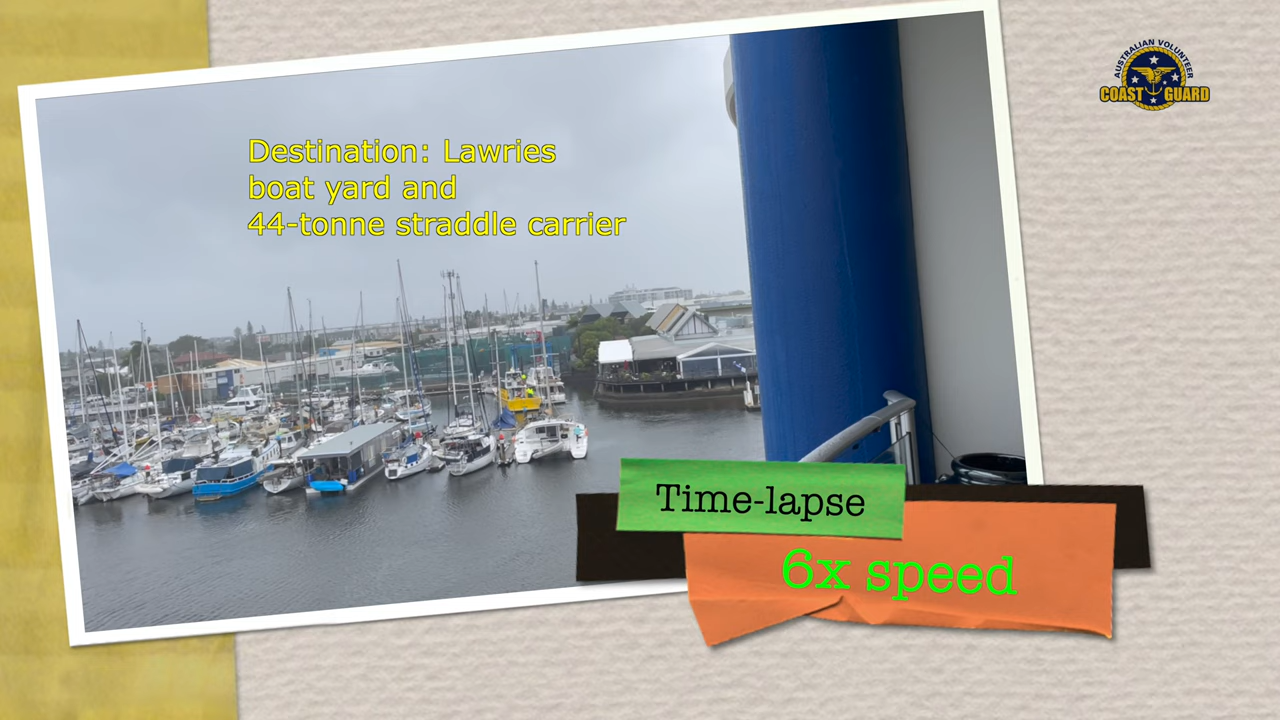 AUSTRALIAN VOLUNTEER
COAST GUARD
Destination: Lawries
boat yard and
44-tonne straddle carrier
Time-lapse
6x speed